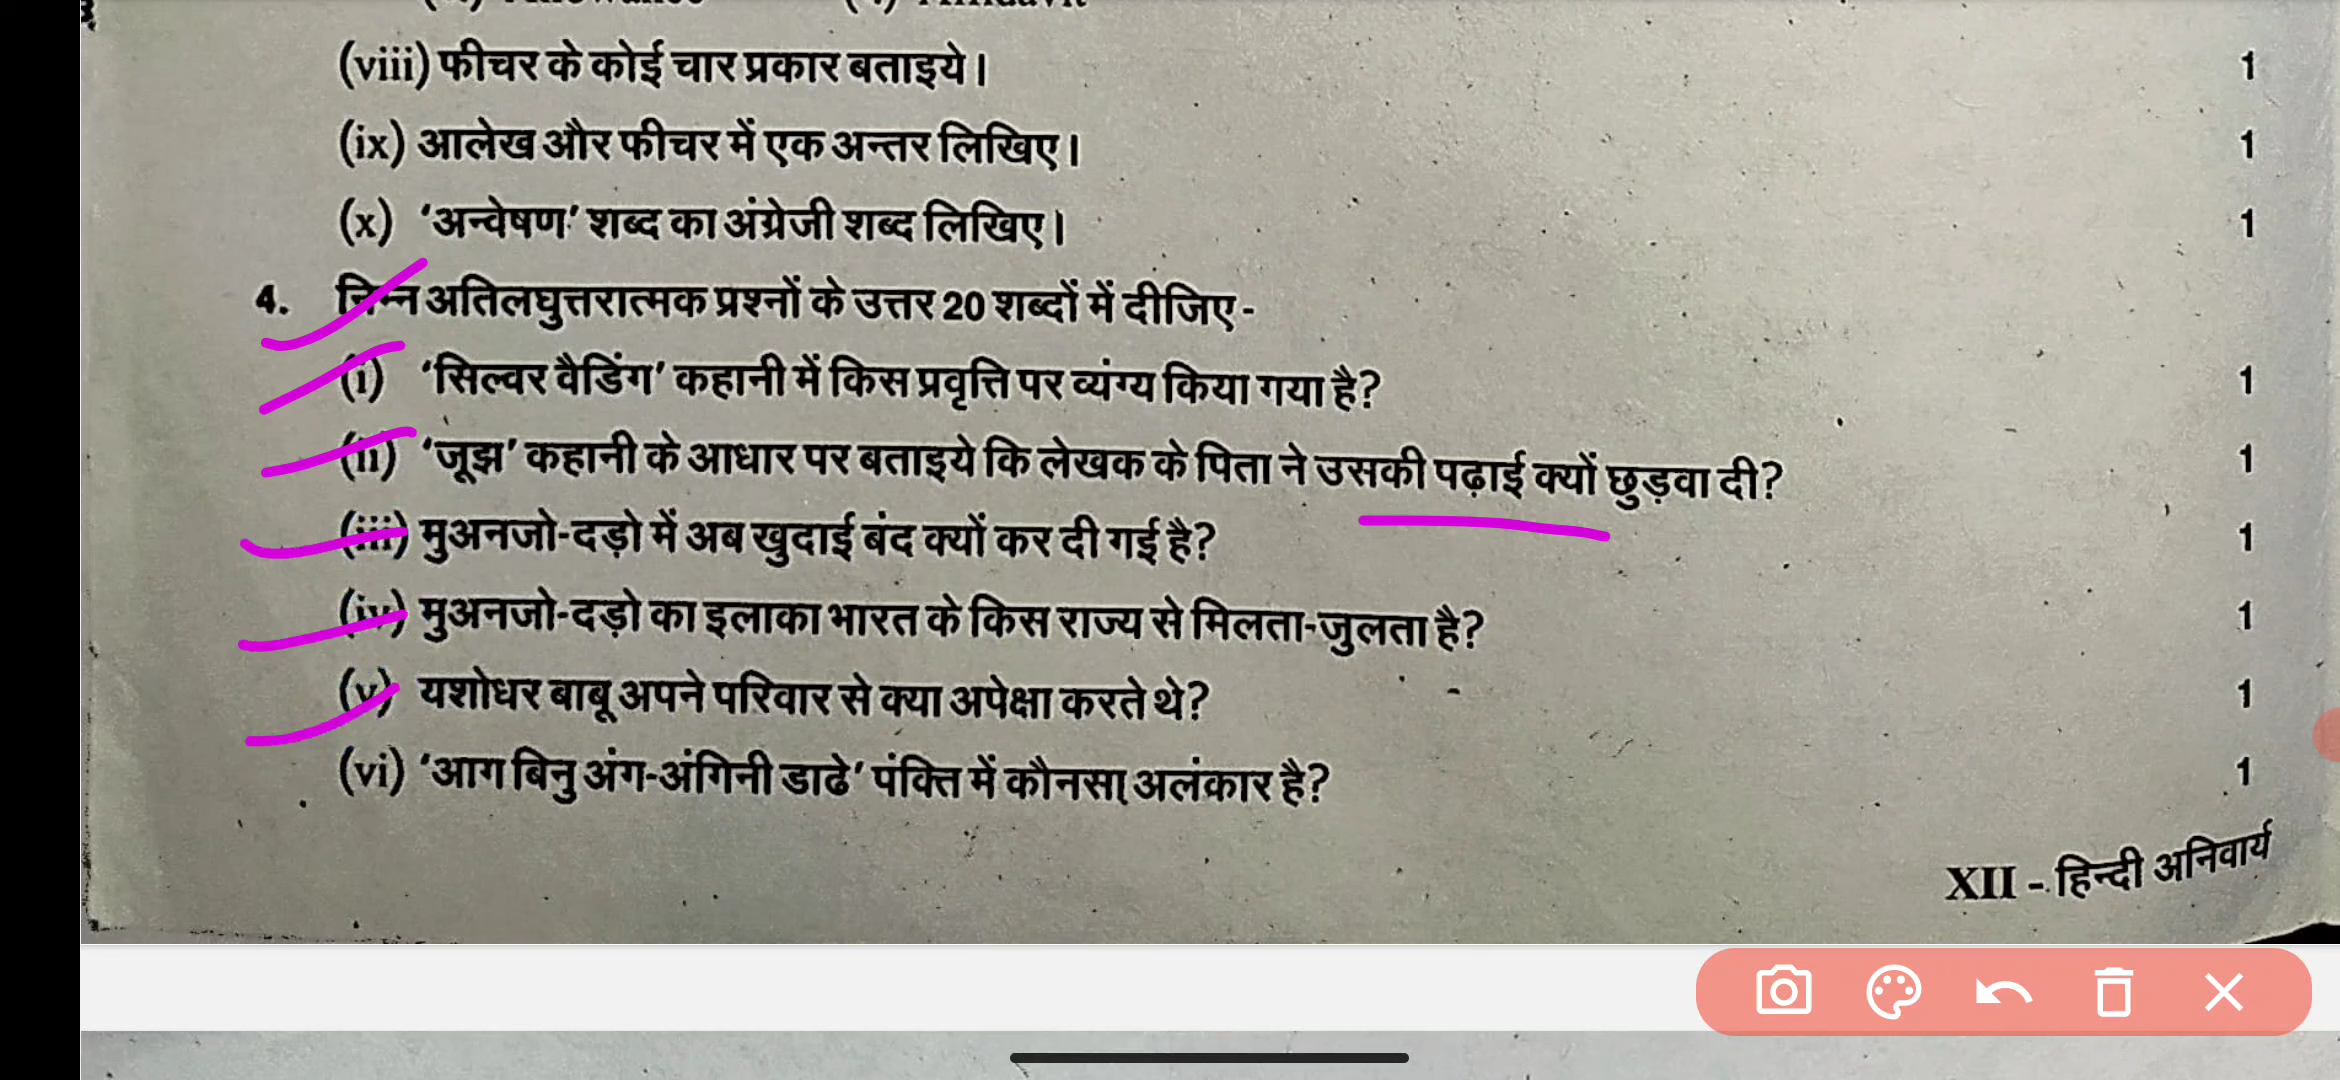 (viii) फीचर के कोई चार प्रकार बताइये। 1
(ix) आलेख और फीचर में एक अन्तर लिखिए। 1
(x) ‘अन्वेषण’ शब्द का अंग्रेजी शब्द लिखिए। 1
4. निम्न अतिलघुत्तरात्मक प्रश्नों के उत्तर 20 शब्दों में दीजिए -
(i) ‘सिल्वर वैडिंग’ कहानी में किस प्रवृत्ति पर व्यंग्य किया गया है? 1
(ii) ‘जूझ’ कहानी के आधार पर बताइये कि लेखक के पिता ने उसकी पढ़ाई क्यों छुड़वा दी? 1
(iii) मुअनजो-दड़ो में अब खुदाई बंद क्यों कर दी गई है? 1
(iv) मुअनजो-दड़ो का इलाका भारत के किस राज्य से मिलता-जुलता है? 1
(v) यशोधर बाबू अपने परिवार से क्या अपेक्षा करते थे? 1
(vi) ‘आग बिनु अंग-अंगिनी डाढे’ पंक्ति में कौनसा अलंकार है? 1
XII - हिन्दी अनिवार्य